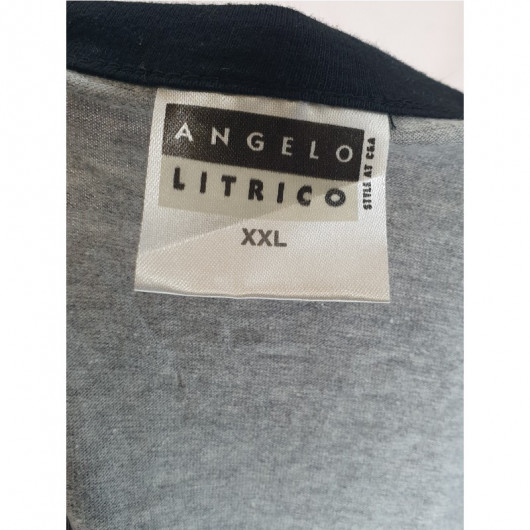 ANGELO
LITRICO
STYLE AT C&A
XXL